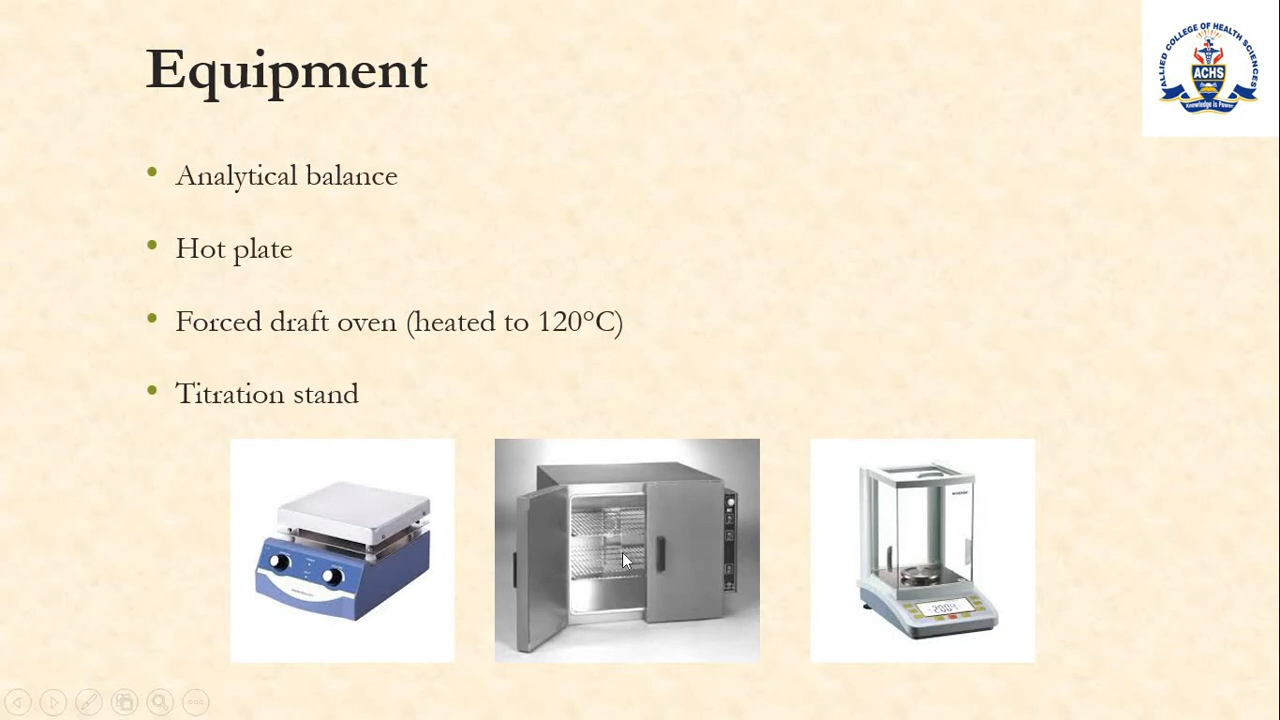 Equipment
ALLIED COLLEGE OF HEALTH SCIENCES
ACHS
Knowledge is Power
• Analytical balance
• Hot plate
• Forced draft oven (heated to 120°C)
• Titration stand